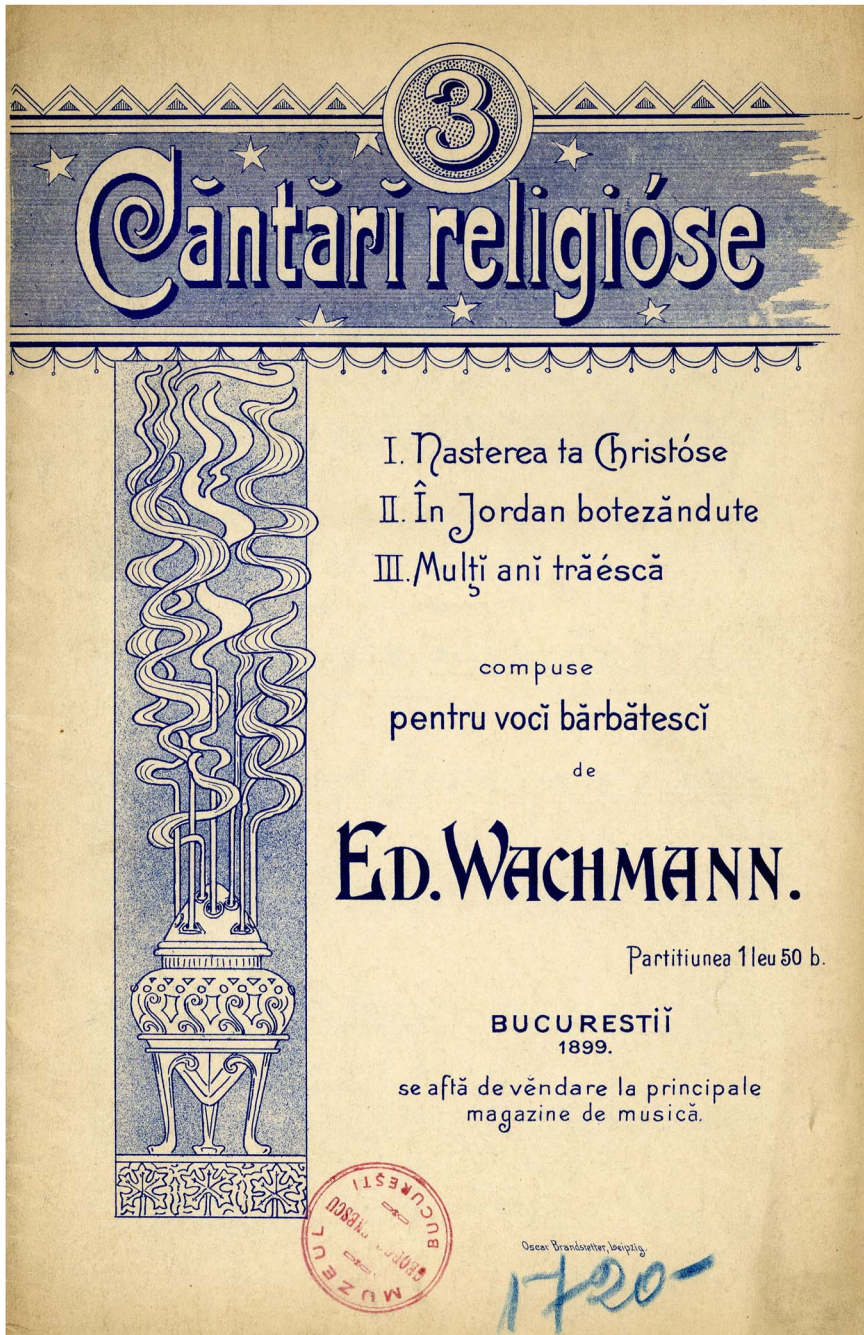 3
Căntărĭ religióse
I. Nasterea ta Christóse
II. În Jordan botezăndute
III. Mulţĭ anĭ trăéscă
compuse
pentru vocĭ bărbătescĭ
de
ED. WACHMANN.
Partitiunea 1 leu 50 b.
BUCURESTIĬ
1899.
se aftă de vĕndare la principale
magazine de musică.
MUZEUL
BUCUREŞTI
Oscar Brandstetter, Leipzig.
1720-